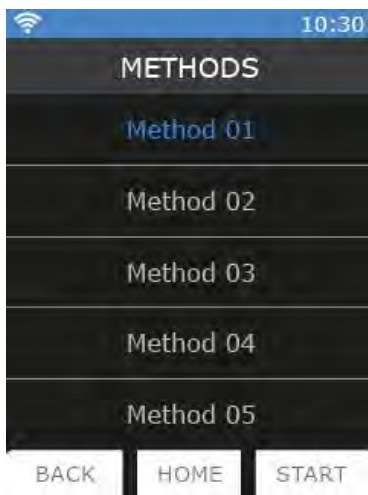 10:30
METHODS
Method 01
Method 02
Method 03
Method 04
Method 05
BACK HOME START